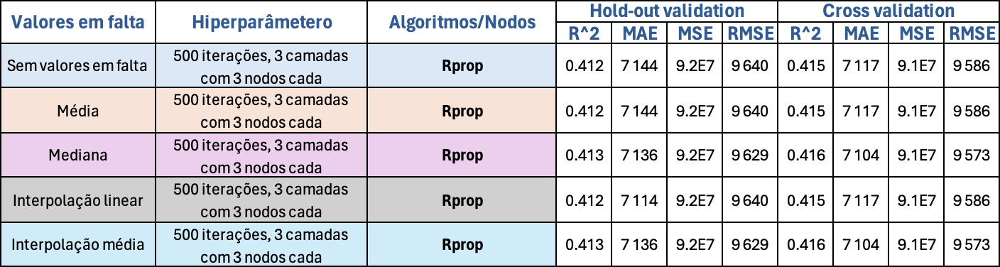 Valores em falta Hiperparâmetero Algoritmos/Nodos Hold-out validation Cross validation
R^2 MAE MSE RMSE R^2 MAE MSE RMSE
Sem valores em falta 500 iterações, 3 camadas com 3 nodos cada Rprop 0.412 7 144 9.2E7 9 640 0.415 7 117 9.1E7 9 586
Média 500 iterações, 3 camadas com 3 nodos cada Rprop 0.412 7 144 9.2E7 9 640 0.415 7 117 9.1E7 9 586
Mediana 500 iterações, 3 camadas com 3 nodos cada Rprop 0.413 7 136 9.2E7 9 629 0.416 7 104 9.1E7 9 573
Interpolação linear 500 iterações, 3 camadas com 3 nodos cada Rprop 0.412 7 114 9.2E7 9 640 0.415 7 117 9.1E7 9 586
Interpolação média 500 iterações, 3 camadas com 3 nodos cada Rprop 0.413 7 136 9.2E7 9 629 0.416 7 104 9.1E7 9 573